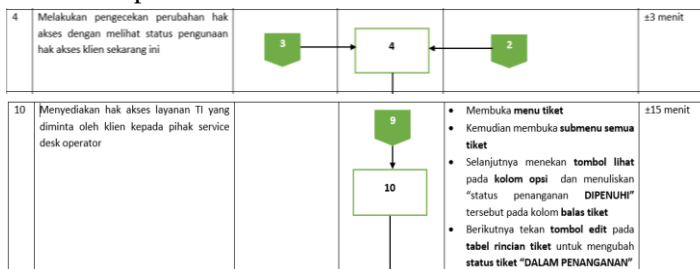 4
Melakukan pengecekan perubahan hak
akses dengan melihat status pengunaan
hak akses klien sekarang ini
3
4
2
±3 menit
10
Menyediakan hak akses layanan TI yang
diminta oleh klien kepada pihak service
desk operator
9
10
• Membuka menu tiket
• Kemudian membuka submenu semua
tiket
• Selanjutnya menekan tombol lihat
pada kolom opsi dan menuliskan
“status penanganan DIPENUHI”
tersebut pada kolom balas tiket
• Berikutnya tekan tombol edit pada
tabel rincian tiket untuk mengubah
status tiket “DALAM PENANGANAN”
±15 menit